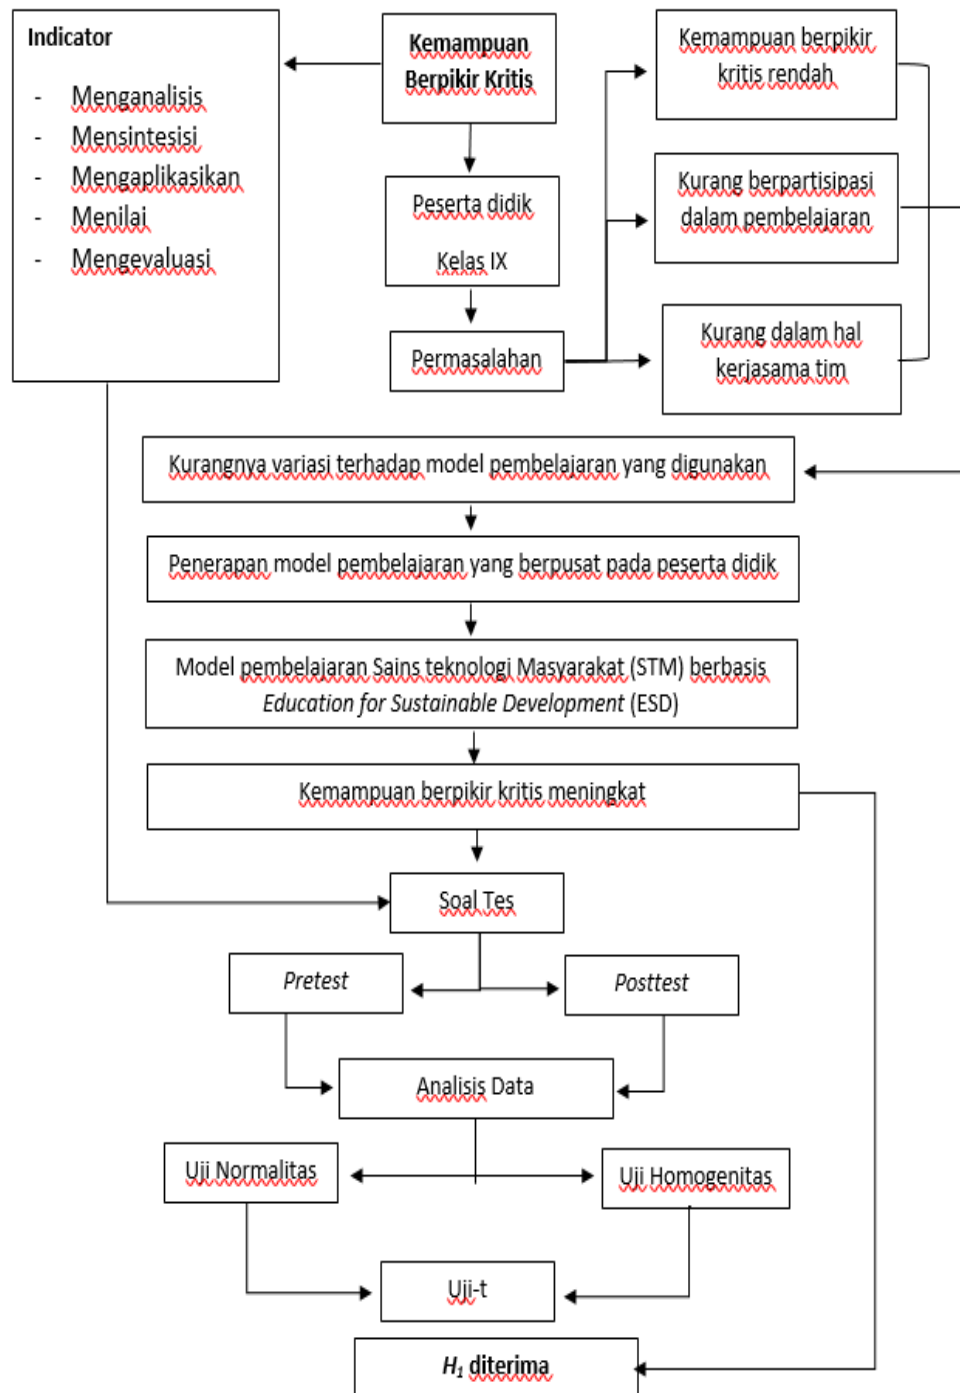 Indicator
- Menganalisis
- Mensintesisi
- Mengaplikasikan
- Menilai
- Mengevaluasi
Kemampuan
Berpikir Kritis
Peserta didik
Kelas IX
Permasalahan
Kemampuan berpikir
kritis rendah
Kurang berpartisipasi
dalam pembelajaran
Kurang dalam hal
kerjasama tim
Kurangnya variasi terhadap model pembelajaran yang digunakan
Penerapan model pembelajaran yang berpusat pada peserta didik
Model pembelajaran Sains teknologi Masyarakat (STM) berbasis
Education for Sustainable Development (ESD)
Kemampuan berpikir kritis meningkat
Soal Tes
Pretest
Posttest
Analisis Data
Uji Normalitas
Uji Homogenitas
Uji-t
H₁ diterima